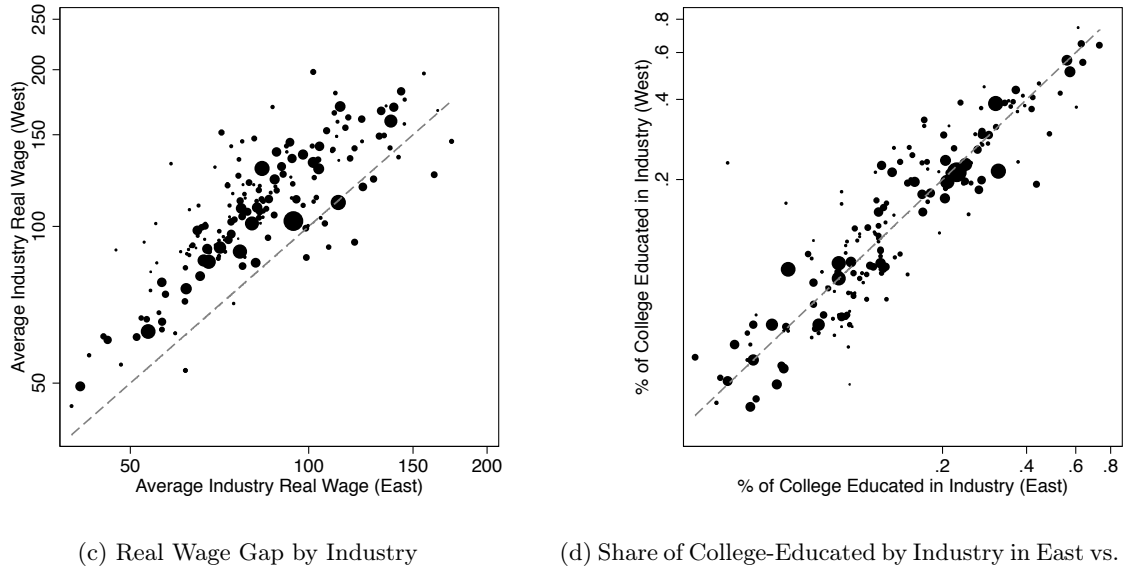 250
200
150
100
50
Average Industry Real Wage (West)
50 100 150 200
Average Industry Real Wage (East)
(c) Real Wage Gap by Industry
.8
.6
.4
.2
% of College Educated in Industry (West)
.2 .4 .6 .8
% of College Educated in Industry (East)
(d) Share of College-Educated by Industry in East vs.